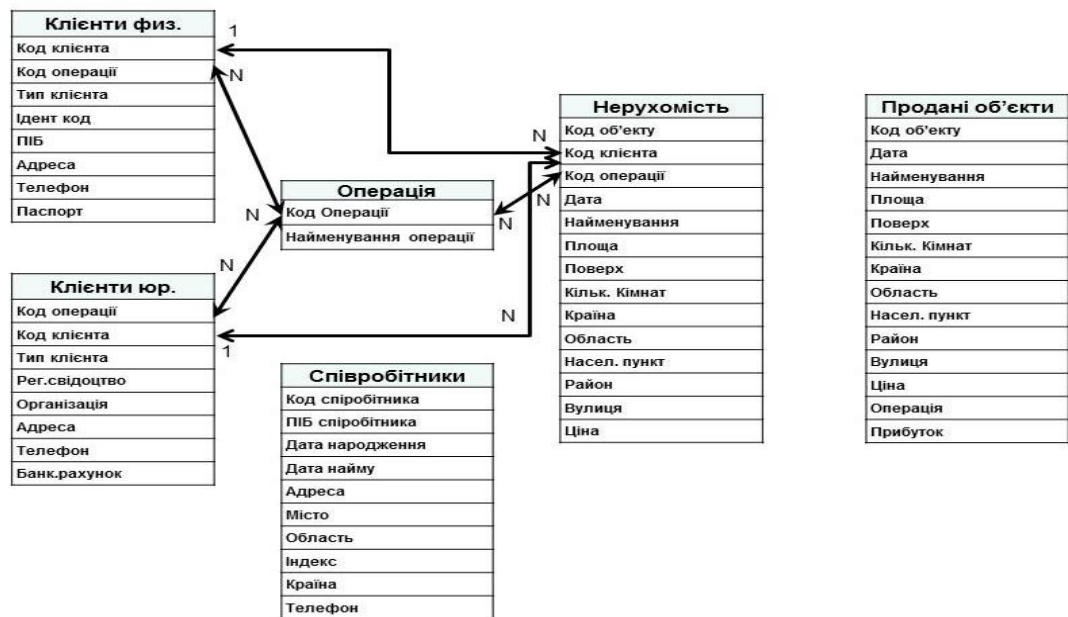 Клієнти физ.
Код клієнта
Код операції
Тип клієнта
Ідент код
ПІБ
Адреса
Телефон
Паспорт
1
N
N
N
Клієнти юр.
Код операції
Код клієнта
Тип клієнта
Рег.свідоцтво
Організація
Адреса
Телефон
Банк.рахунок
1
Операція
Код Операції
Найменування операції
N
N
N
N
Співробітники
Код спіробітника
ПІБ спіробітника
Дата народження
Дата найму
Адреса
Місто
Область
Індекс
Країна
Телефон
Нерухомість
Код об'екту
Код клієнта
Код операції
Дата
Найменування
Площа
Поверх
Кільк. Кімнат
Країна
Область
Насел. пункт
Район
Вулиця
Ціна
Продані об'єкти
Код об'екту
Дата
Найменування
Площа
Поверх
Кільк. Кімнат
Країна
Область
Насел. пункт
Район
Вулиця
Ціна
Операція
Прибуток